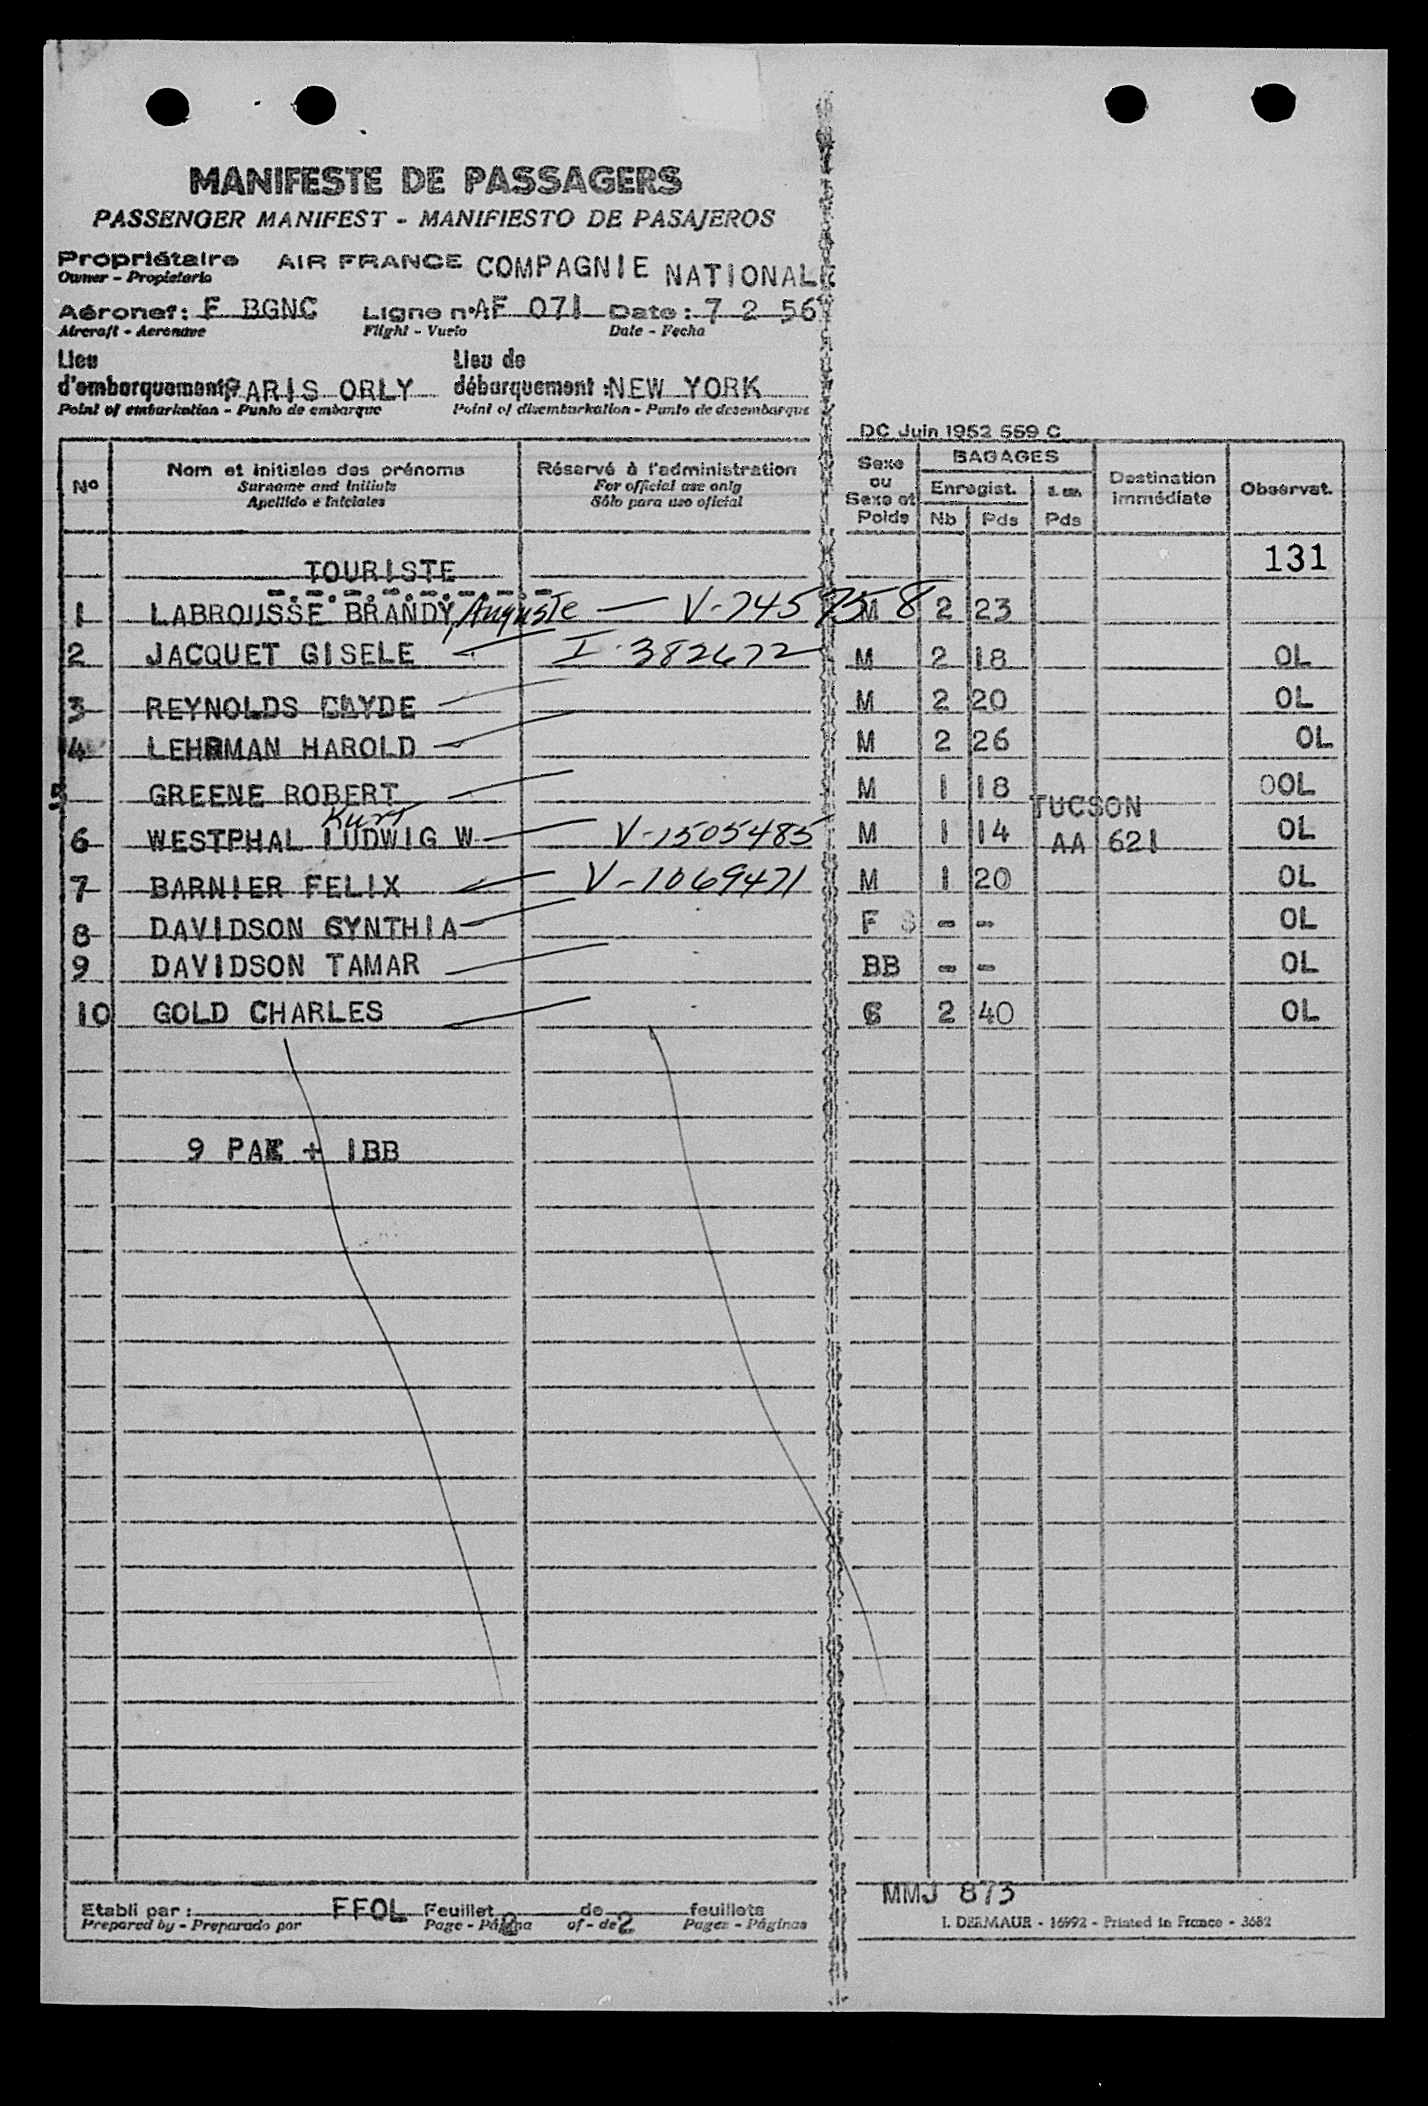 MANIFESTE DE PASSAGERS
PASSENGER MANIFEST - MANIFIESTO DE PASAJEROS
Propriétaire AIR FRANCE COMPAGNIE NATIONALE
Owner - Propietario
Aéronef: F BGNC Ligne n° AF 071 Date: 7 2 56
Aircraft - Aeronave Flight - Vuelo Date - Fecha
Lieu d'embarquement: PARIS ORLY Lieu de débarquement: NEW YORK
Point of embarkation - Punto de embarque Point of disembarkation - Punto de desembarque
DC Juin 1952 559 C
Nº Nom et initiales des prénoms Réservé à l'administration Sexe ou Sexe et Poids BAGAGES Destination immédiate Observat.
Surname and initials For official use only Enregist.
Apellido e iniciales Sólo para uso oficial Nb Pds Pds
TOURISTE 131
1 LABROUSSE BRANDY, Auguste — V-7457558 M 2 23
2 JACQUET GISELE I-382672 M 2 18 OL
3 REYNOLDS CLYDE M 2 20 OL
4 LEHRMAN HAROLD M 2 26 OL
5 GREENE ROBERT M 1 18 OOL
TUCSON
Kurt
6 WESTPHAL LUDWIG W V-1505485 M 1 14 AA 621 OL
7 BARNIER FELIX V-1069471 M 1 20 OL
8 DAVIDSON CYNTHIA F - - OL
9 DAVIDSON TAMAR BB - - OL
10 GOLD CHARLES 2 40 OL
9 PAX + 1BB
MMJ 873
Etabli par: FFOL Feuillet 2 de 2 feuillets
Prepared by - Preparado por Page - Página of - de Pages - Páginas
I. DERMAUR - 16992 - Printed in France - 3682